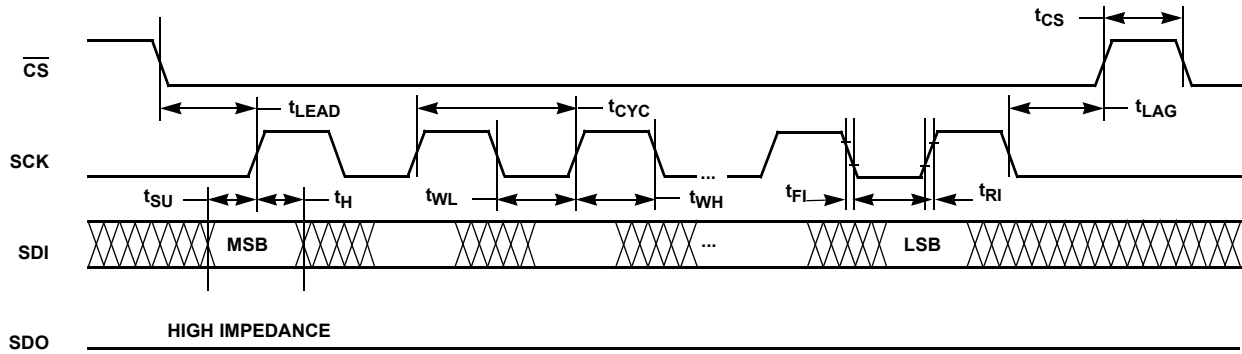 tCS
CS
tLEAD
tCYC
tLAG
SCK
...
tSU
tH
tWL
tWH
tFI
tRI
SDI
MSB
...
LSB
HIGH IMPEDANCE
SDO